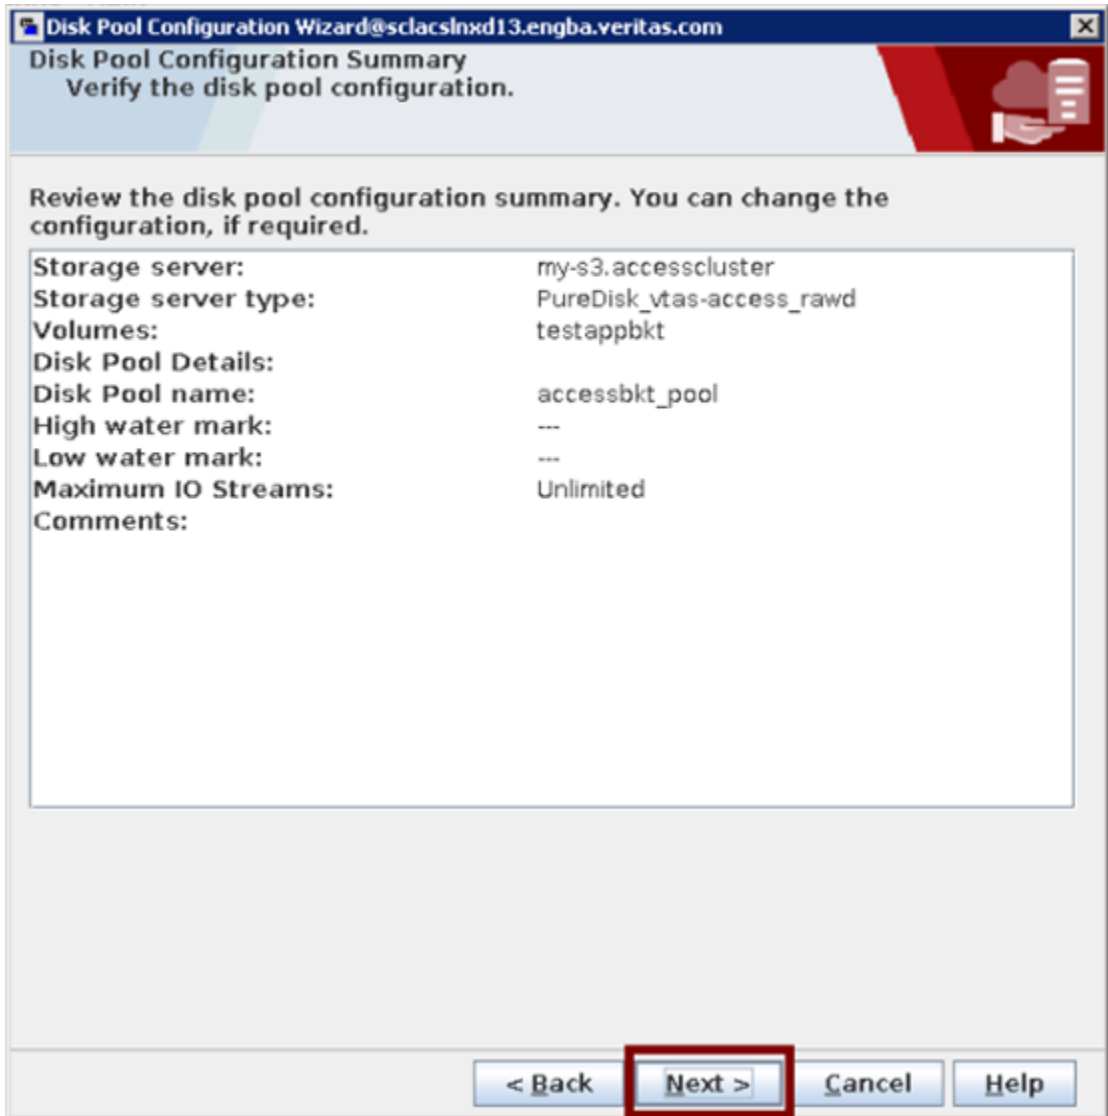 Disk Pool Configuration Wizard@sclacslnxd13.engba.veritas.com
Disk Pool Configuration Summary
Verify the disk pool configuration.
Review the disk pool configuration summary. You can change the
configuration, if required.
Storage server: my-s3.accesscluster
Storage server type: PureDisk_vtas-access_rawd
Volumes: testappbkt
Disk Pool Details:
Disk Pool name: accessbkt_pool
High water mark: ---
Low water mark: ---
Maximum IO Streams: Unlimited
Comments:
< Back Next > Cancel Help